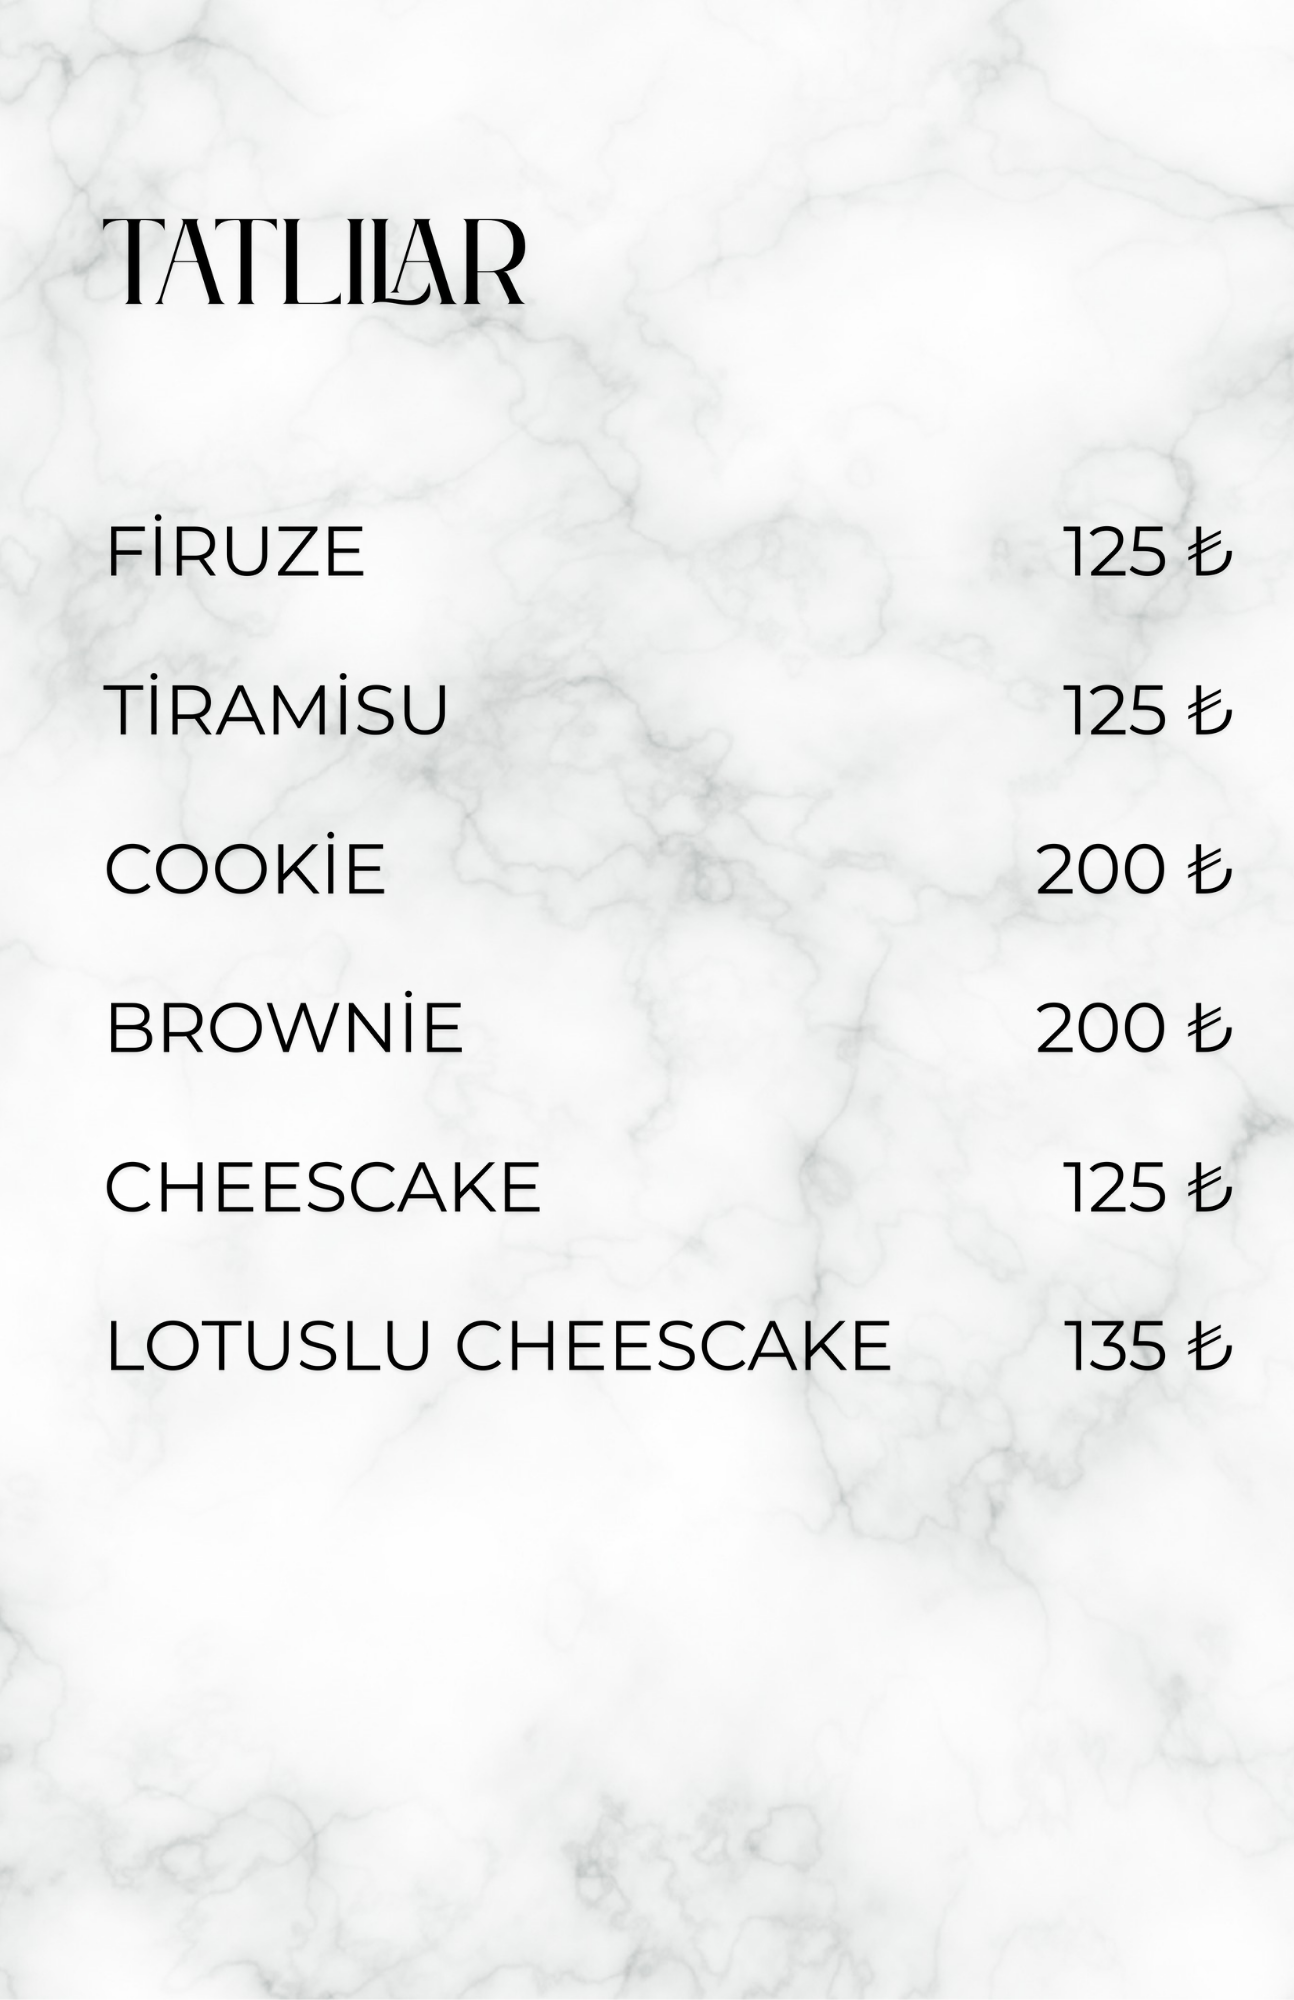 TATLILAR
FİRUZE 125 ₺
TİRAMİSU 125 ₺
COOKİE 200 ₺
BROWNİE 200 ₺
CHEESCAKE 125 ₺
LOTUSLU CHEESCAKE 135 ₺